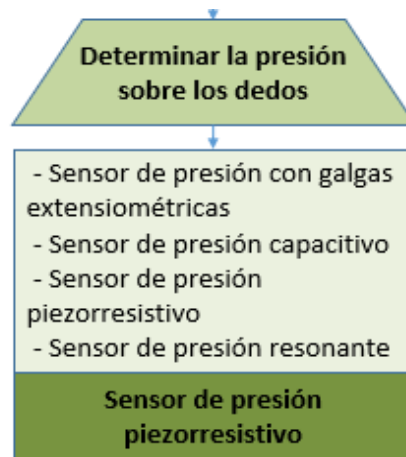 Determinar la presión
sobre los dedos
- Sensor de presión con galgas
extensiométricas
- Sensor de presión capacitivo
- Sensor de presión
piezorresistivo
- Sensor de presión resonante
Sensor de presión
piezorresistivo